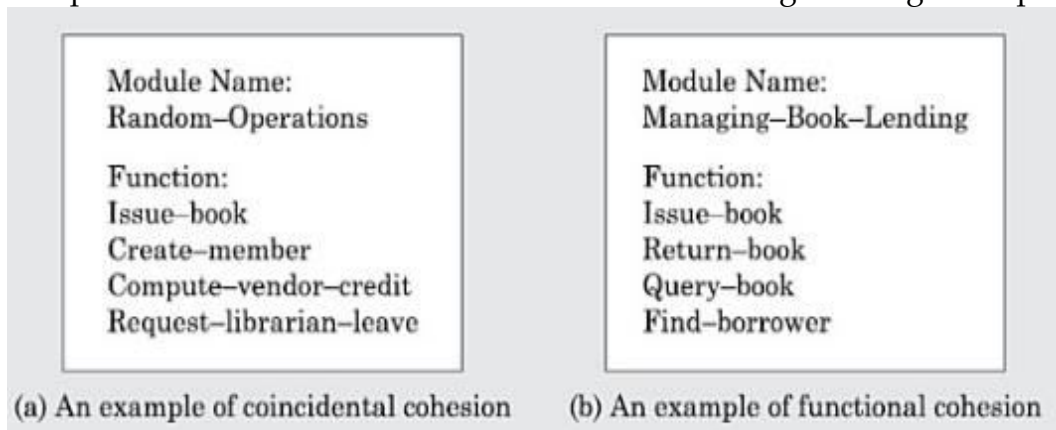 Module Name:
Random–Operations
Function:
Issue–book
Create–member
Compute–vendor–credit
Request–librarian–leave
(a) An example of coincidental cohesion
Module Name:
Managing–Book–Lending
Function:
Issue–book
Return–book
Query–book
Find–borrower
(b) An example of functional cohesion